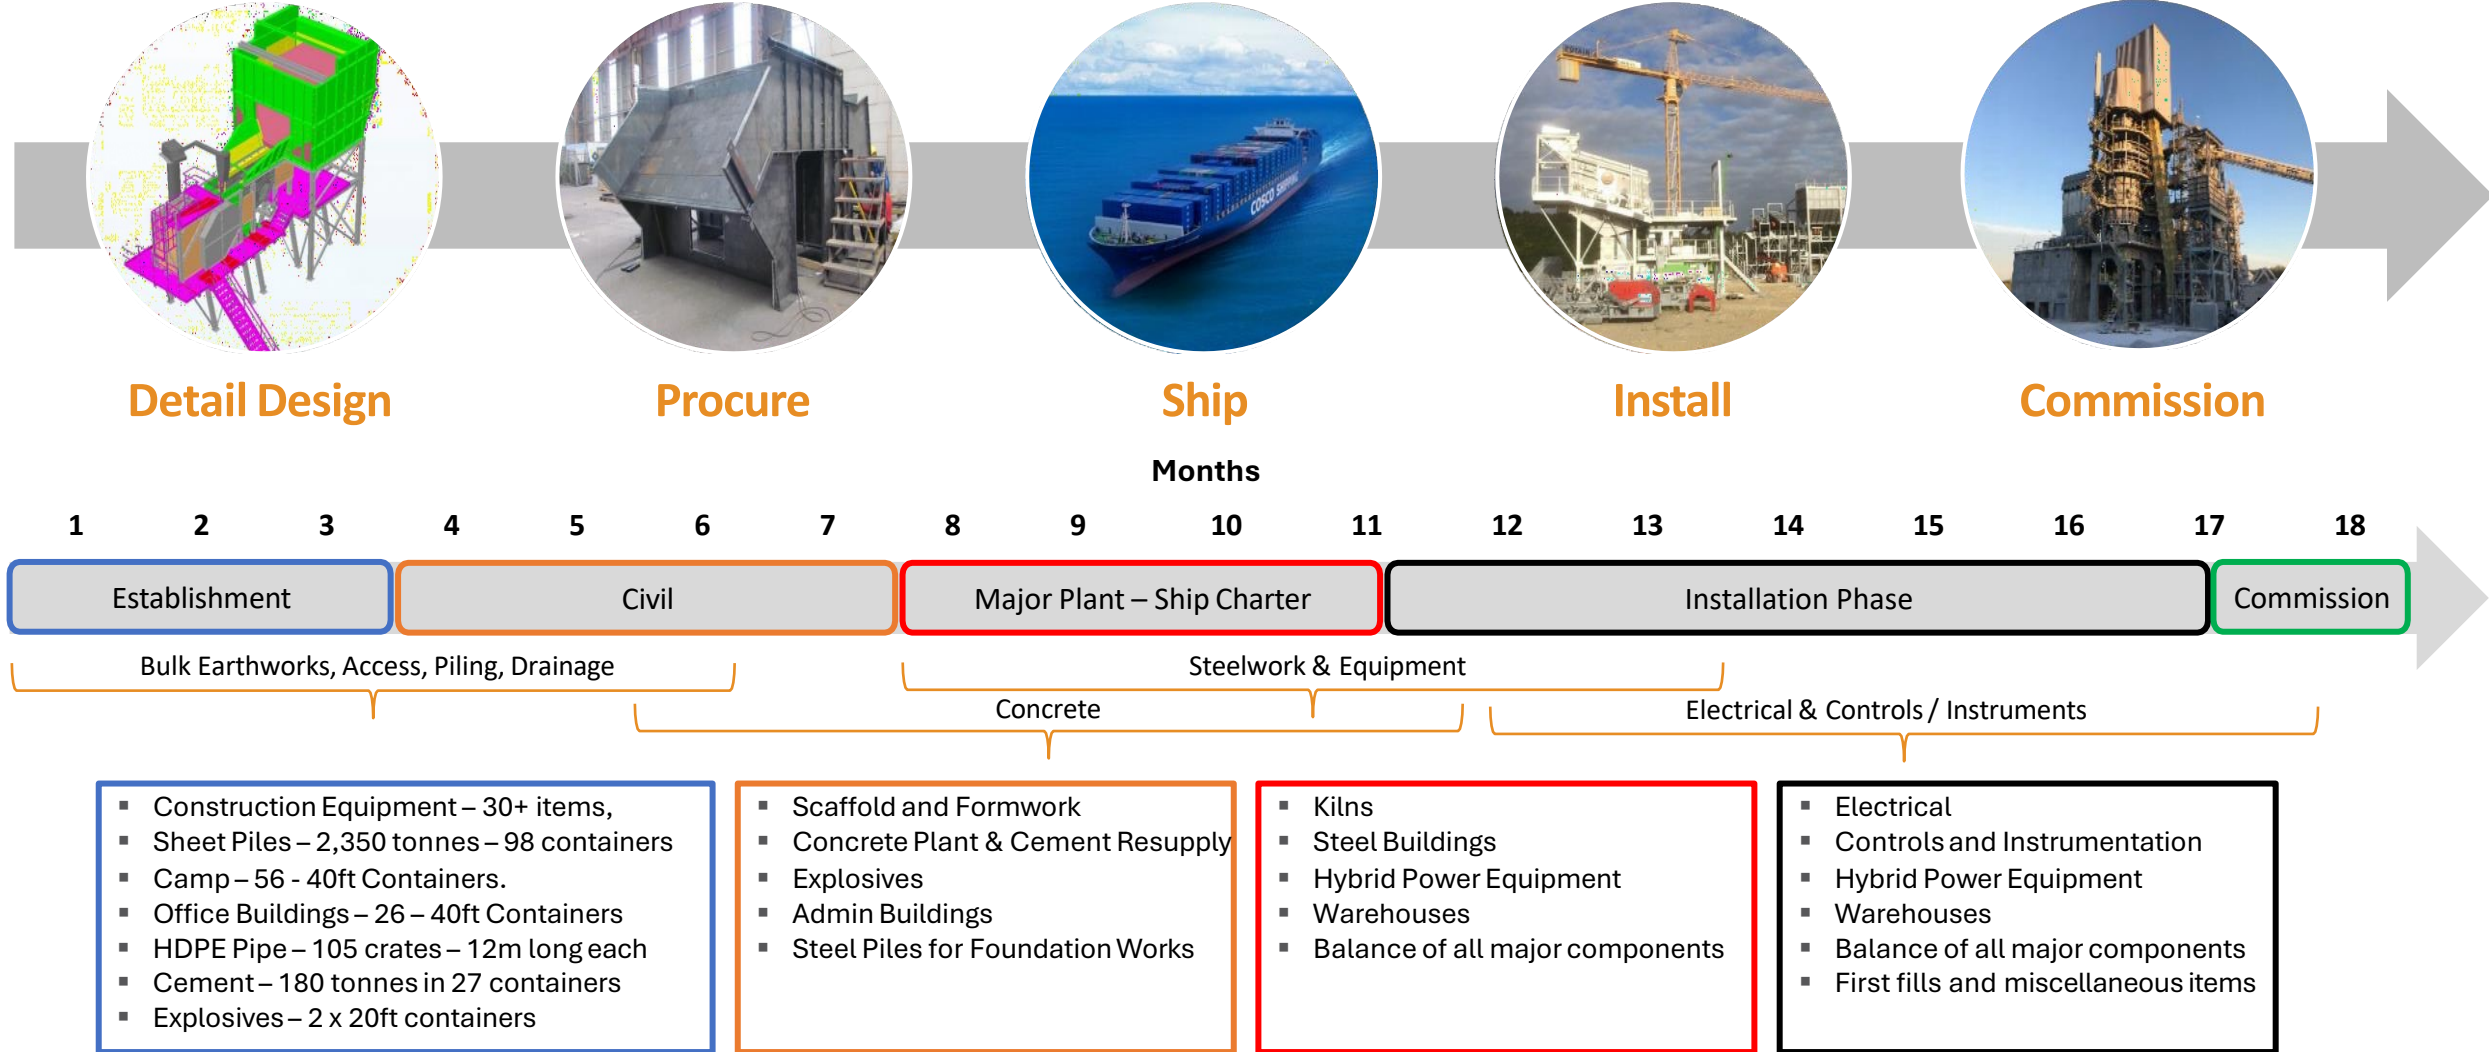 COSCO SHIPPING
Detail Design
Procure
Ship
Install
Commission
Months
1 2 3 4 5 6 7 8 9 10 11 12 13 14 15 16 17 18
Establishment
Civil
Major Plant – Ship Charter
Installation Phase
Commission
Bulk Earthworks, Access, Piling, Drainage
Steelwork & Equipment
Concrete
Electrical & Controls / Instruments
▪ Construction Equipment – 30+ items,
▪ Sheet Piles – 2,350 tonnes – 98 containers
▪ Camp – 56 - 40ft Containers.
▪ Office Buildings – 26 – 40ft Containers
▪ HDPE Pipe – 105 crates – 12m long each
▪ Cement – 180 tonnes in 27 containers
▪ Explosives – 2 x 20ft containers
▪ Scaffold and Formwork
▪ Concrete Plant & Cement Resupply
▪ Explosives
▪ Admin Buildings
▪ Steel Piles for Foundation Works
▪ Kilns
▪ Steel Buildings
▪ Hybrid Power Equipment
▪ Warehouses
▪ Balance of all major components
▪ Electrical
▪ Controls and Instrumentation
▪ Hybrid Power Equipment
▪ Warehouses
▪ Balance of all major components
▪ First fills and miscellaneous items